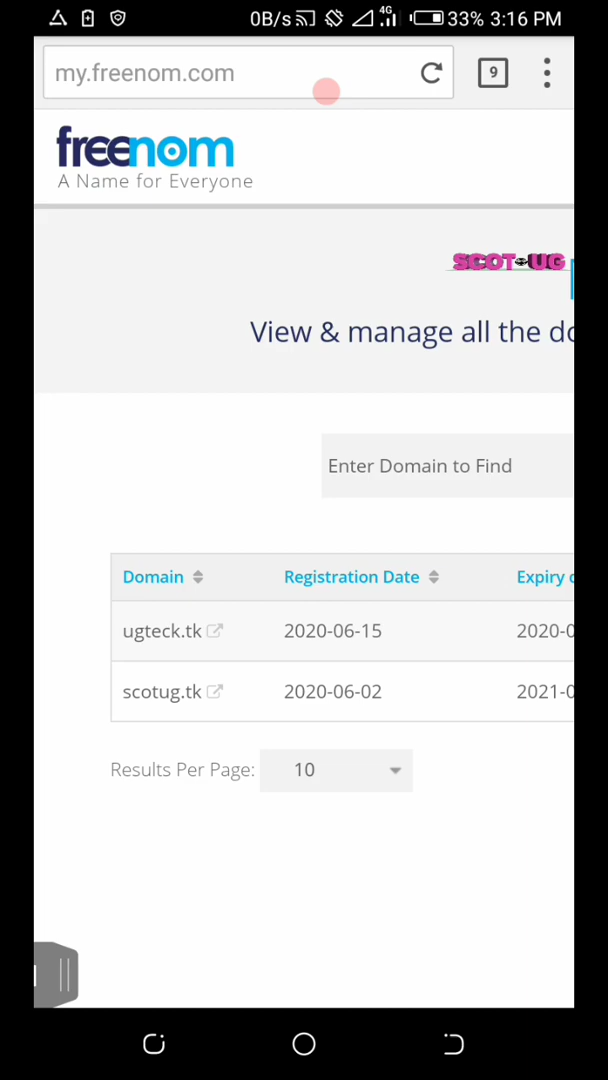 0B/s 4G 33% 3:16 PM
my.freenom.com 9
freenom
A Name for Everyone
SCOT UG
View & manage all the do
Enter Domain to Find
Domain Registration Date Expiry
ugteck.tk 2020-06-15 2020-0
scotug.tk 2020-06-02 2021-0
Results Per Page: 10